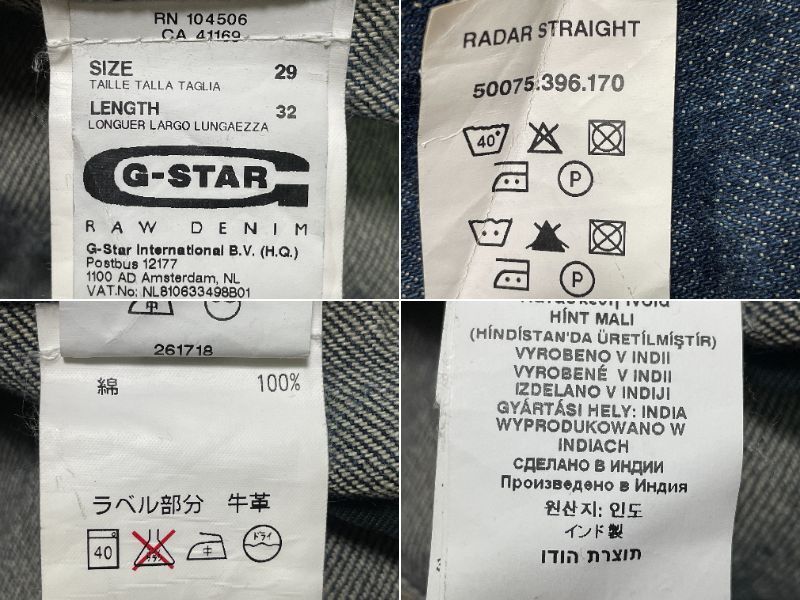 RN 104506
CA 41169
SIZE 29
TAILLE TALLA TAGLIA
LENGTH 32
LONGUER LARGO LUNGAEZZA
G-STAR
RAW DENIM
G-Star International B.V. (H.Q.)
Postbus 12177
1100 AD Amsterdam, NL
VAT.No: NL810633498B01
RADAR STRAIGHT
50075.396.170
40°
P
P
261718
綿 100%
ラベル部分 牛革
40
中
ドライ
HİNT MALI
(HİNDİSTAN'DA ÜRETİLMİŞTİR)
VYROBENO V INDII
VYROBENÉ V INDII
IZDELANO V INDIJI
GYÁRTÁSI HELY: INDIA
WYPRODUKOWANO W
INDIACH
СДЕЛАНО В ИНДИИ
Произведено в Индия
원산지: 인도
インド製
תוצרת הודו